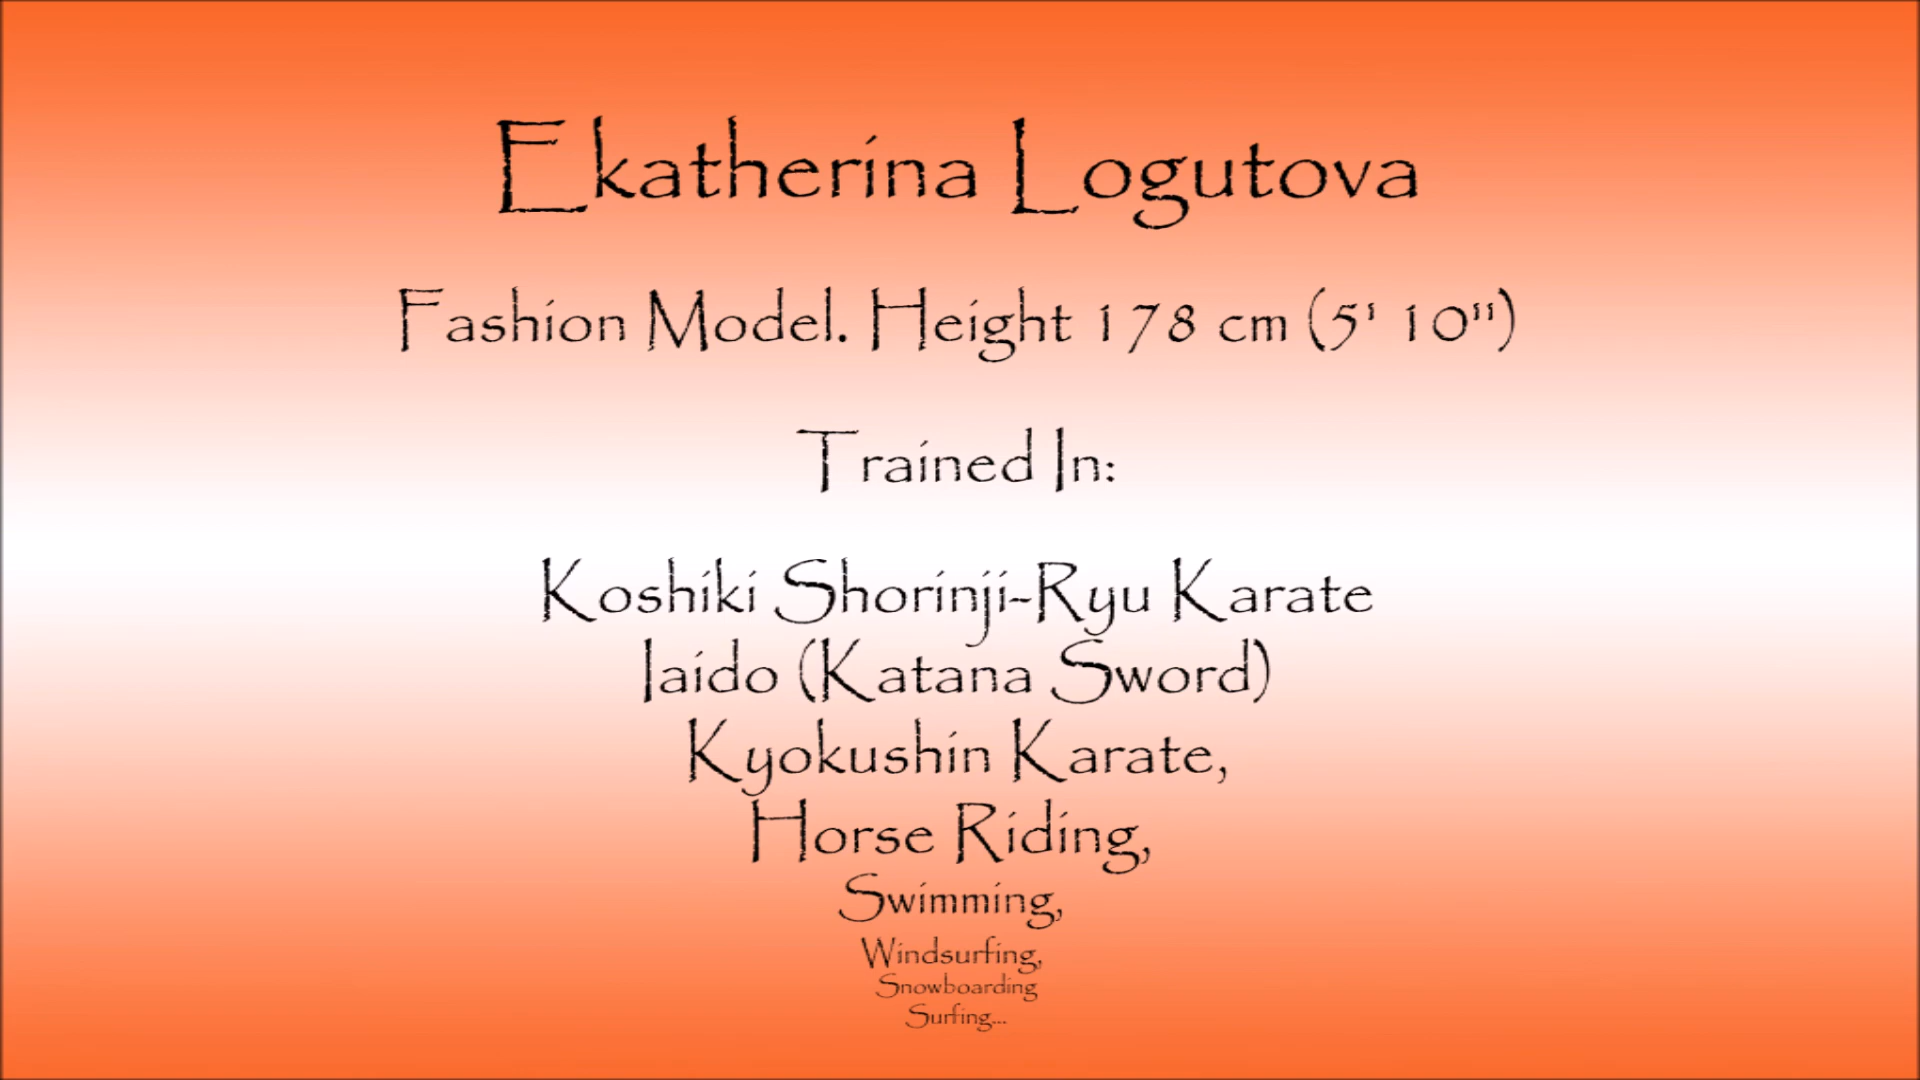 Ekatherina Logutova
Fashion Model. Height 178 cm (5' 10")
Trained In:
Koshiki Shorinji-Ryu Karate
Iaido (Katana Sword)
Kyokushin Karate,
Horse Riding,
Swimming,
Windsurfing,
Snowboarding
Surfing...